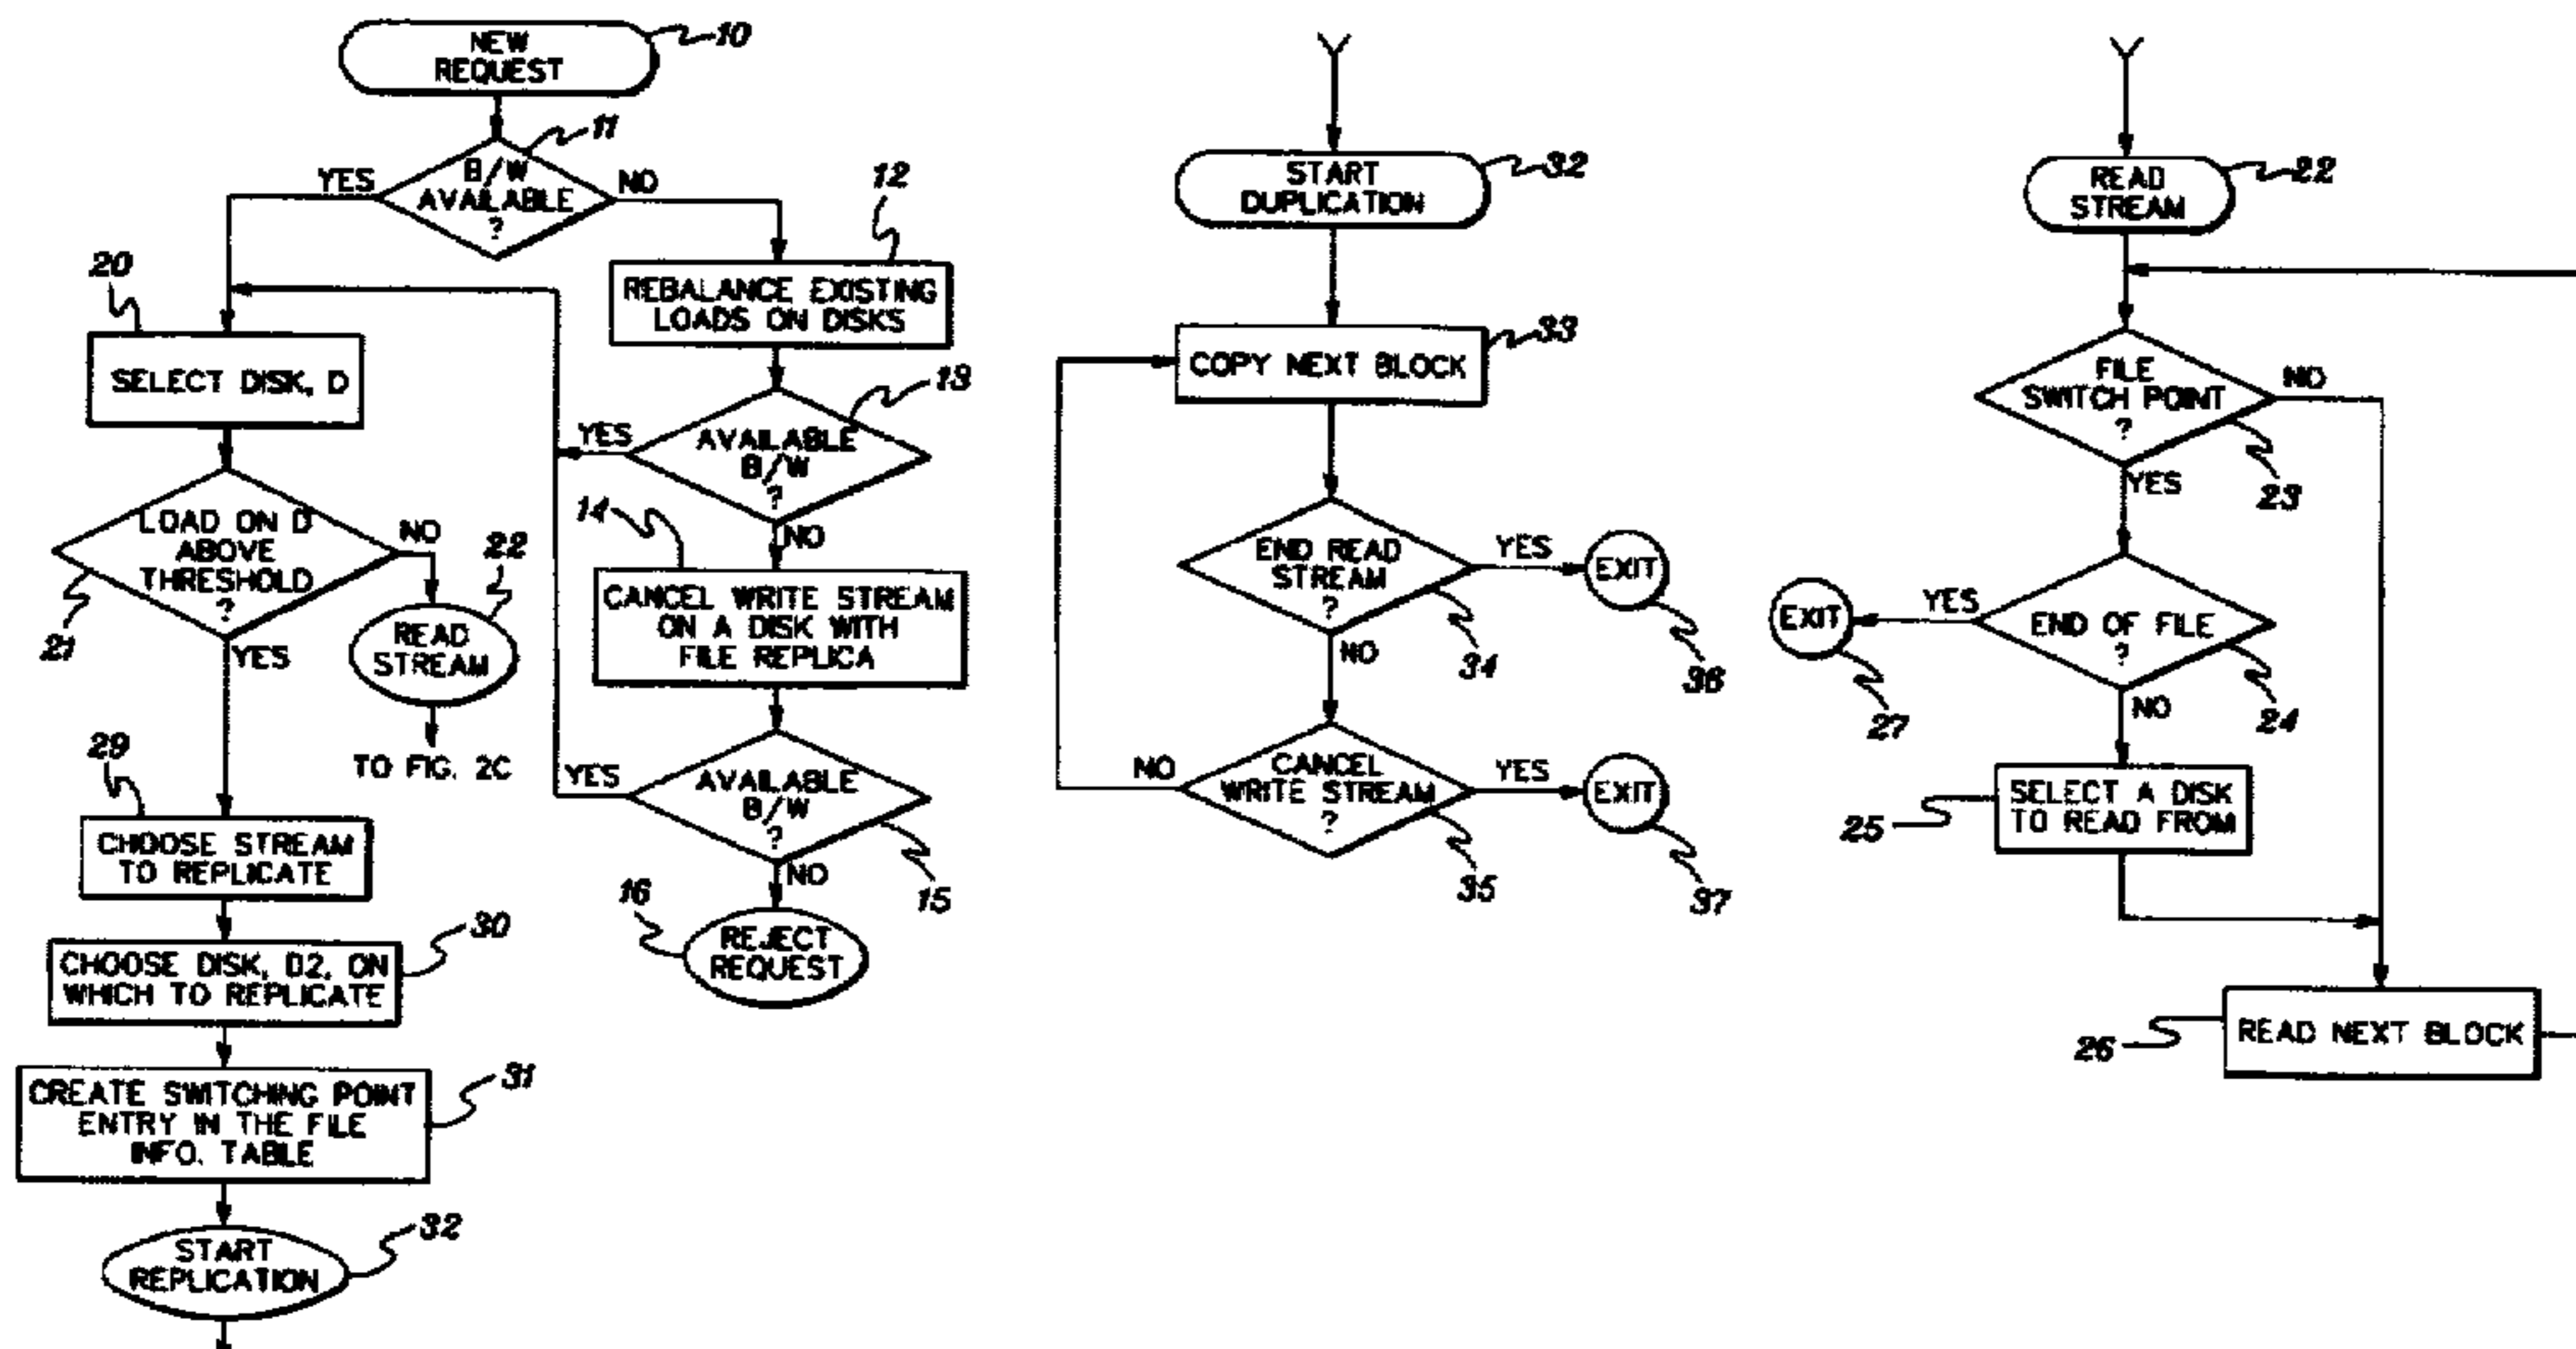 NEW
REQUEST
10
11
B/W
AVAILABLE
?
YES
NO
12
REBALANCE EXISTING
LOADS ON DISKS
20
SELECT DISK, D
13
AVAILABLE
B/W
?
YES
NO
LOAD ON D
ABOVE
THRESHOLD
?
21
NO
YES
22
READ
STREAM
TO FIG. 2C
14
CANCEL WRITE STREAM
ON A DISK WITH
FILE REPLICA
AVAILABLE
B/W
?
YES
NO
15
16
REJECT
REQUEST
29
CHOOSE STREAM
TO REPLICATE
30
CHOOSE DISK, D2, ON
WHICH TO REPLICATE
31
CREATE SWITCHING POINT
ENTRY IN THE FILE
INFO. TABLE
32
START
REPLICATION
START
DUPLICATION
32
COPY NEXT BLOCK
33
END READ
STREAM
?
YES
EXIT
36
34
NO
CANCEL
WRITE STREAM
?
NO
YES
EXIT
37
35
READ
STREAM
22
FILE
SWITCH POINT
?
NO
23
YES
END OF FILE
?
YES
EXIT
27
24
NO
SELECT A DISK
TO READ FROM
25
READ NEXT BLOCK
26